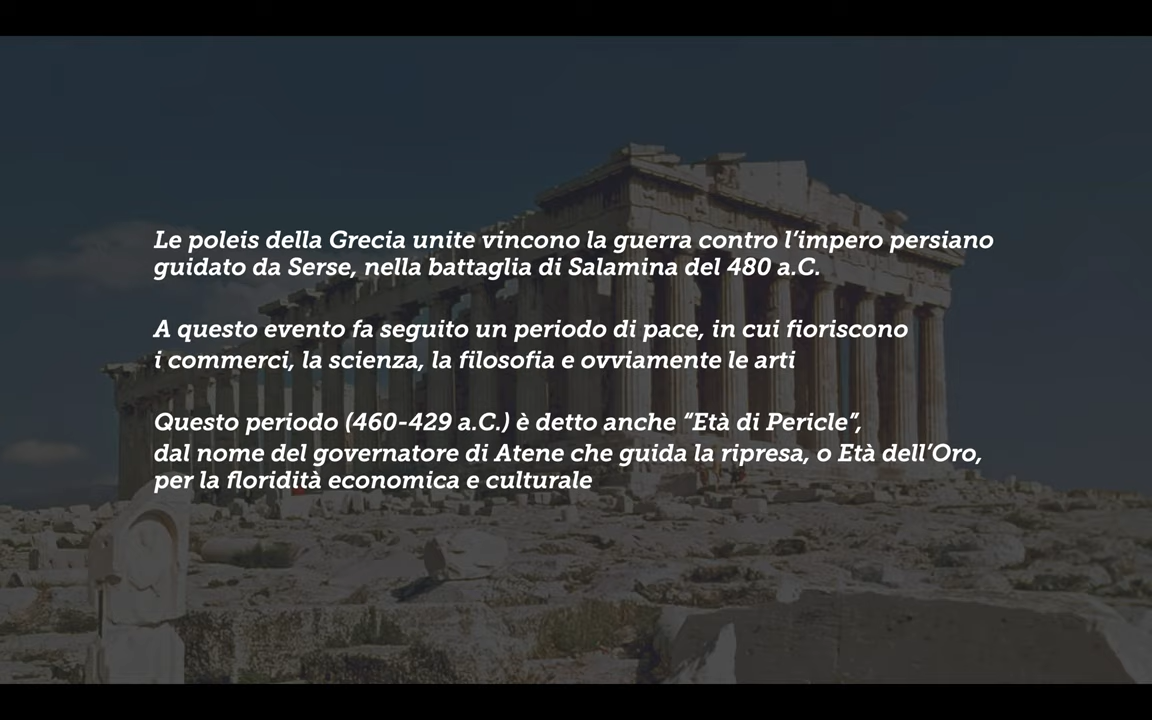 Le poleis della Grecia unite vincono la guerra contro l’impero persiano
guidato da Serse, nella battaglia di Salamina del 480 a.C.
A questo evento fa seguito un periodo di pace, in cui fioriscono
i commerci, la scienza, la filosofia e ovviamente le arti
Questo periodo (460-429 a.C.) è detto anche “Età di Pericle”,
dal nome del governatore di Atene che guida la ripresa, o Età dell’Oro,
per la floridità economica e culturale